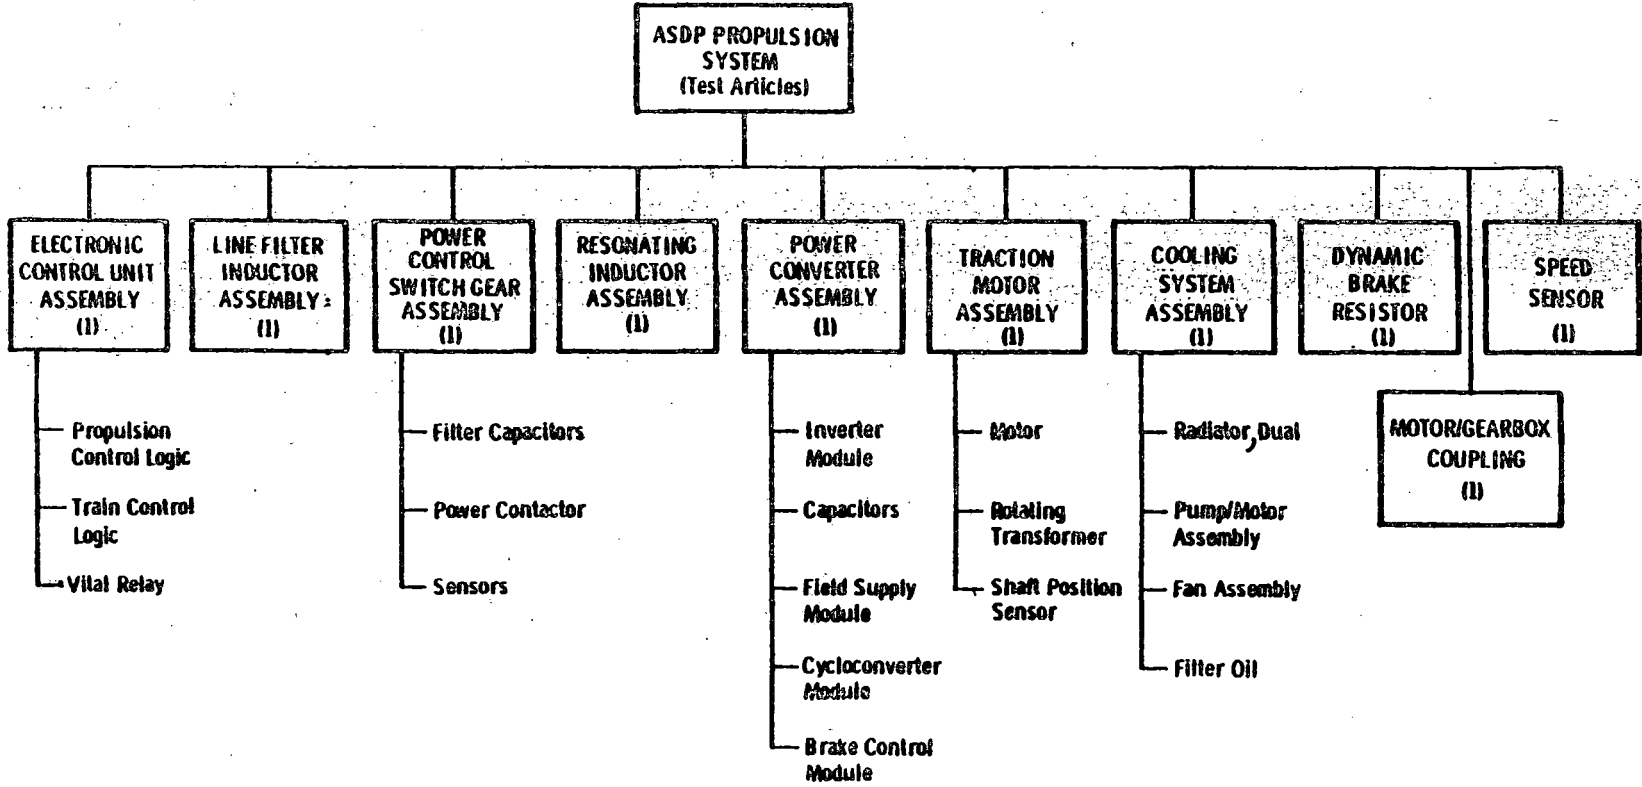 ASDP PROPULSION
SYSTEM
(Test Articles)
ELECTRONIC
CONTROL UNIT
ASSEMBLY
(1)
LINE FILTER
INDUCTOR
ASSEMBLY
(1)
POWER
CONTROL
SWITCH GEAR
ASSEMBLY
(1)
RESONATING
INDUCTOR
ASSEMBLY
(1)
POWER
CONVERTER
ASSEMBLY
(1)
TRACTION
MOTOR
ASSEMBLY
(1)
COOLING
SYSTEM
ASSEMBLY
(1)
DYNAMIC
BRAKE
RESISTOR
(1)
SPEED
SENSOR
(1)
MOTOR/GEARBOX
COUPLING
(1)
Propulsion
Control Logic
Train Control
Logic
Vital Relay
Filter Capacitors
Power Contactor
Sensors
Inverter
Module
Capacitors
Field Supply
Module
Cycloconverter
Module
Brake Control
Module
Motor
Rotating
Transformer
Shaft Position
Sensor
Radiator, Dual
Pump/Motor
Assembly
Fan Assembly
Filter Oil